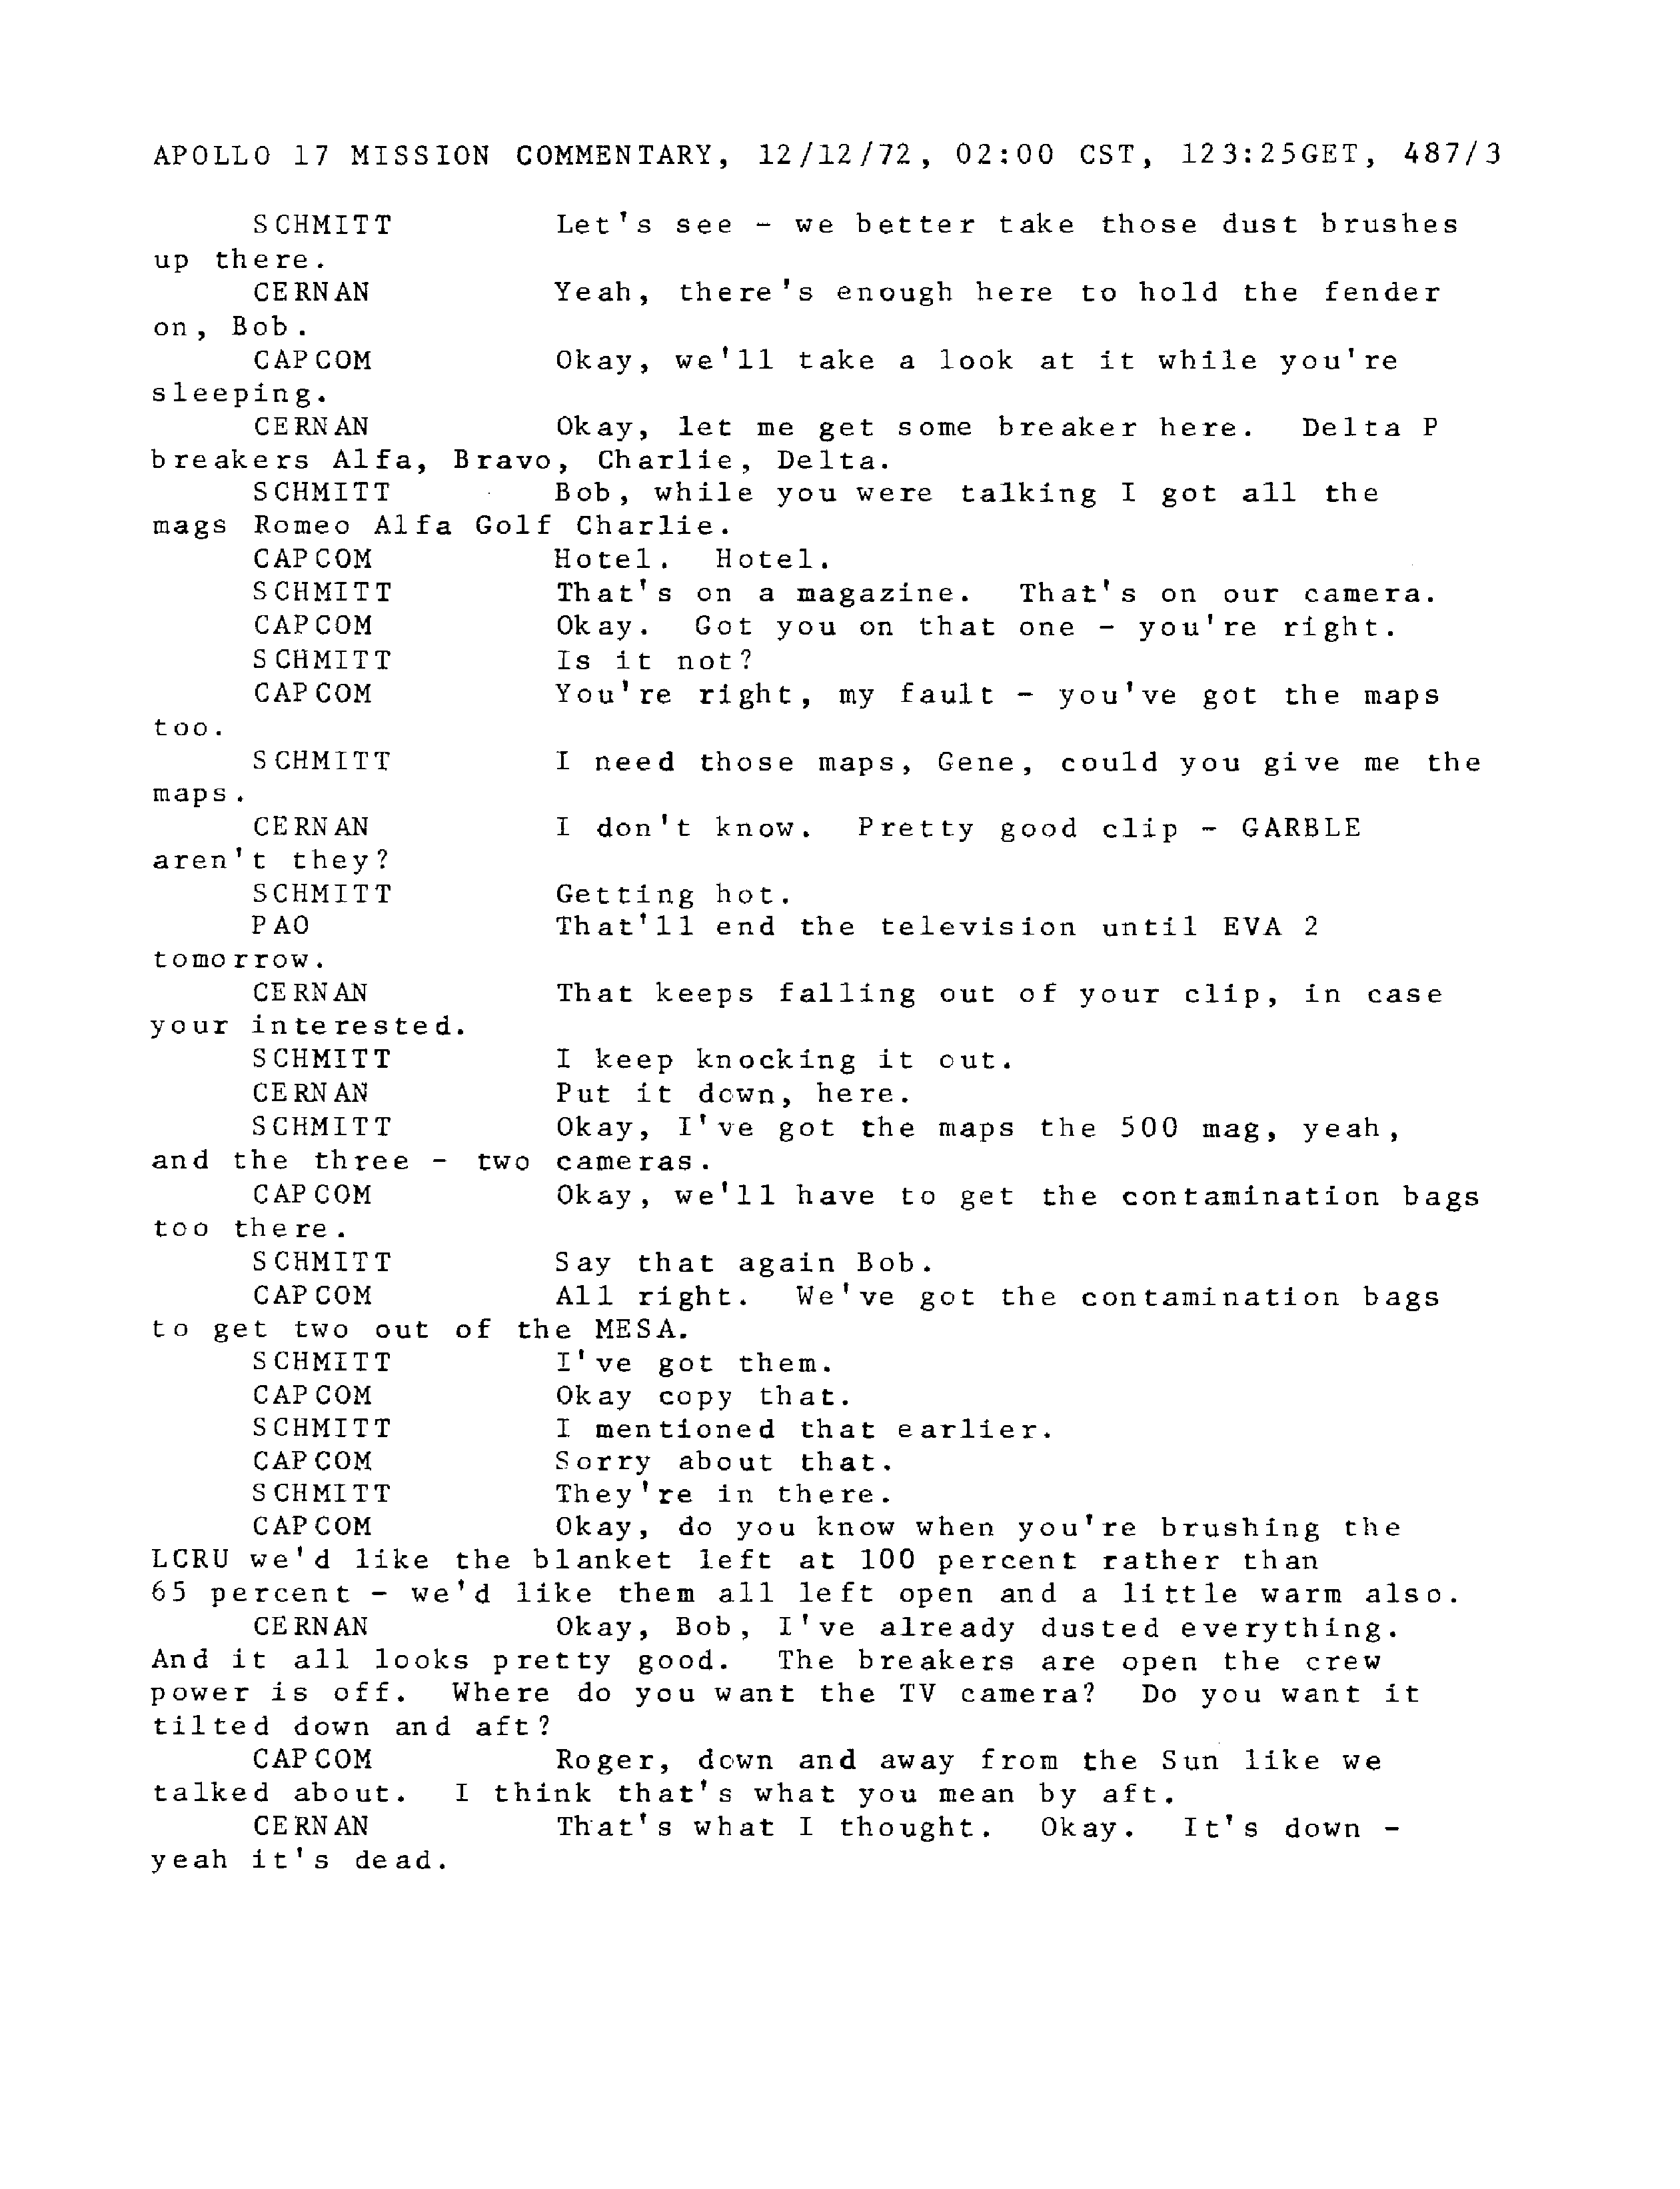 APOLLO 17 MISSION COMMENTARY, 12/12/72, 02:00 CST, 123:25GET, 487/3
SCHMITT Let's see - we better take those dust brushes
up there.
CERNAN Yeah, there's enough here to hold the fender
on, Bob.
CAPCOM Okay, we'll take a look at it while you're
sleeping.
CERNAN Okay, let me get some breaker here. Delta P
breakers Alfa, Bravo, Charlie, Delta.
SCHMITT Bob, while you were talking I got all the
mags Romeo Alfa Golf Charlie.
CAPCOM Hotel. Hotel.
SCHMITT That's on a magazine. That's on our camera.
CAPCOM Okay. Got you on that one - you're right.
SCHMITT Is it not?
CAPCOM You're right, my fault - you've got the maps
too.
SCHMITT I need those maps, Gene, could you give me the
maps.
CERNAN I don't know. Pretty good clip - GARBLE
aren't they?
SCHMITT Getting hot.
PAO That'll end the television until EVA 2
tomorrow.
CERNAN That keeps falling out of your clip, in case
your interested.
SCHMITT I keep knocking it out.
CERNAN Put it down, here.
SCHMITT Okay, I've got the maps the 500 mag, yeah,
and the three - two cameras.
CAPCOM Okay, we'll have to get the contamination bags
too there.
SCHMITT Say that again Bob.
CAPCOM All right. We've got the contamination bags
to get two out of the MESA.
SCHMITT I've got them.
CAPCOM Okay copy that.
SCHMITT I mentioned that earlier.
CAPCOM Sorry about that.
SCHMITT They're in there.
CAPCOM Okay, do you know when you're brushing the
LCRU we'd like the blanket left at 100 percent rather than
65 percent - we'd like them all left open and a little warm also.
CERNAN Okay, Bob, I've already dusted everything.
And it all looks pretty good. The breakers are open the crew
power is off. Where do you want the TV camera? Do you want it
tilted down and aft?
CAPCOM Roger, down and away from the Sun like we
talked about. I think that's what you mean by aft.
CERNAN That's what I thought. Okay. It's down -
yeah it's dead.